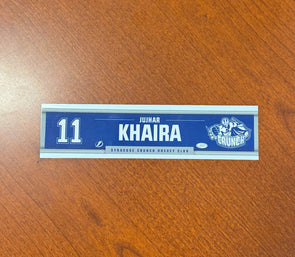 11
JUJHAR
KHAIRA
SYRACUSE CRUNCH HOCKEY CLUB
CRUNCH